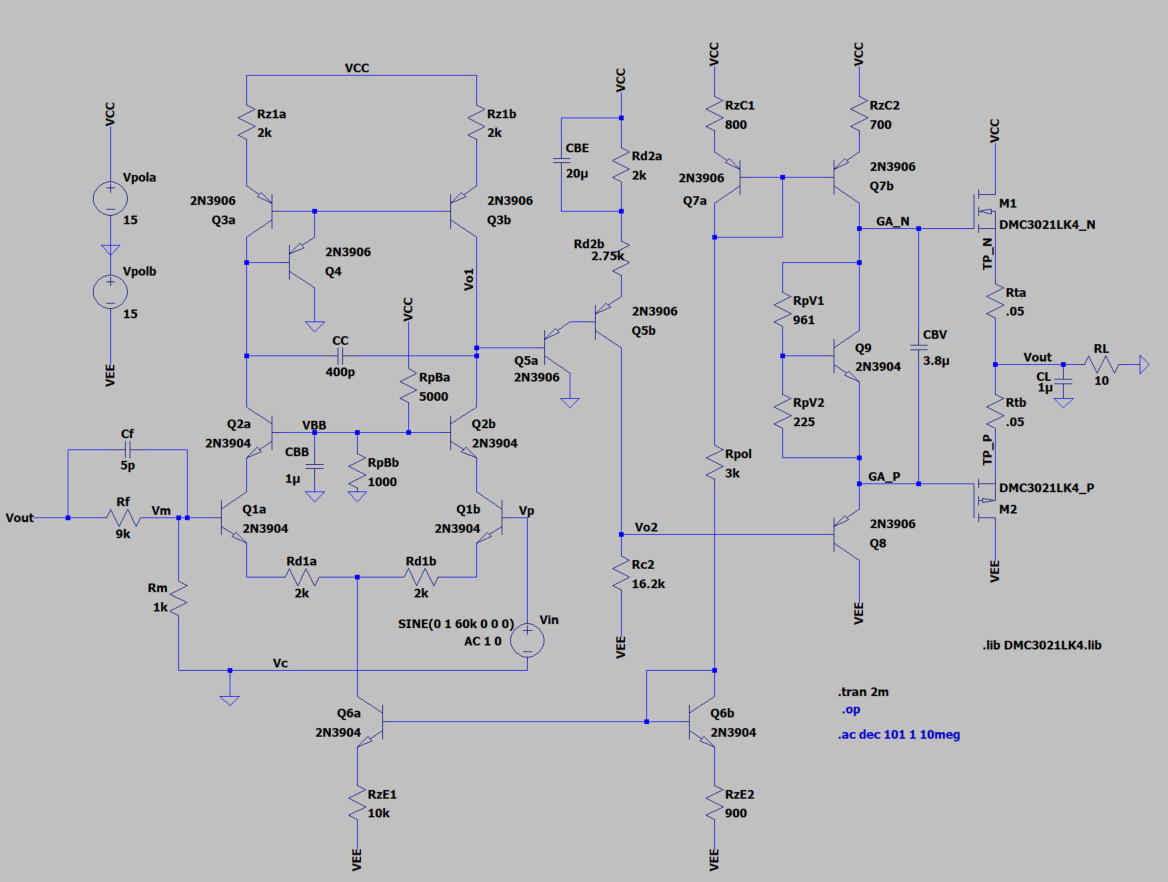 VCC
VCC
VCC
VCC
VCC
Rz1a
2k
Rz1b
2k
RzC1
800
RzC2
700
VCC
CBE
20µ
Rd2a
2k
Vpola
15
2N3906
Q3a
2N3906
Q3b
2N3906
Q7a
2N3906
Q7b
M1
DMC3021LK4_N
GA_N
TP_N
2N3906
Q4
Rd2b
2.75k
Vpolb
15
VEE
Vo1
VCC
2N3906
Q5b
RpV1
961
Rta
.05
CC
400p
Q5a
2N3906
Q9
2N3904
CBV
3.8µ
Vout
RL
10
CL
1µ
RpBa
5000
RpV2
225
Rtb
.05
Q2a
2N3904
VBB
Q2b
2N3904
Cf
5p
CBB
1µ
RpBb
1000
Rpol
3k
TP_P
GA_P
DMC3021LK4_P
M2
Vout
Rf
9k
Vm
Q1a
2N3904
Q1b
2N3904
Vp
Vo2
2N3906
Q8
VEE
Rd1a
2k
Rd1b
2k
Rc2
16.2k
Rm
1k
SINE(0 1 60k 0 0 0)
AC 1 0
Vin
VEE
VEE
.lib DMC3021LK4.lib
Vc
.tran 2m
.op
.ac dec 101 1 10meg
Q6a
2N3904
Q6b
2N3904
RzE1
10k
RzE2
900
VEE
VEE